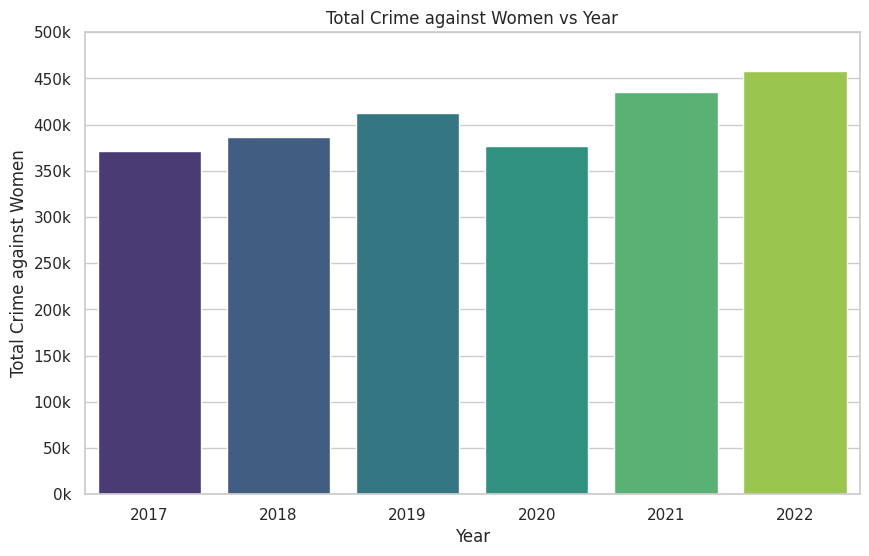 Total Crime against Women vs Year
500k
450k
400k
350k
300k
250k
200k
150k
100k
50k
0k
Total Crime against Women
2017 2018 2019 2020 2021 2022
Year